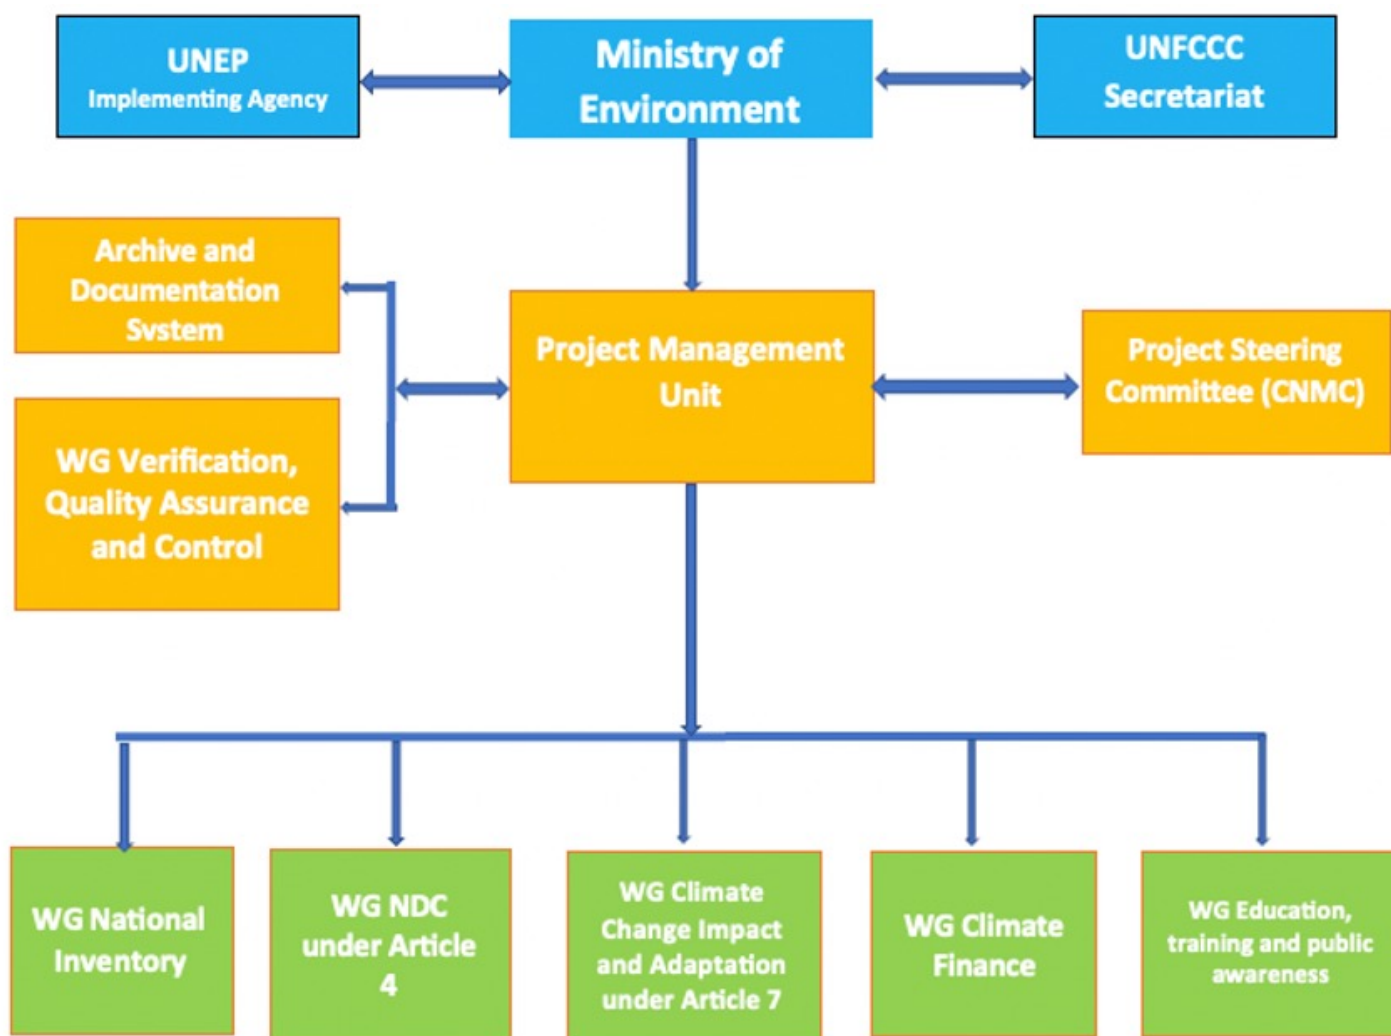 UNEP
Implementing Agency
Ministry of
Environment
UNFCCC
Secretariat
Archive and
Documentation
System
Project Management
Unit
Project Steering
Committee (CNMC)
WG Verification,
Quality Assurance
and Control
WG National
Inventory
WG NDC
under Article
4
WG Climate
Change Impact
and Adaptation
under Article 7
WG Climate
Finance
WG Education,
training and public
awareness